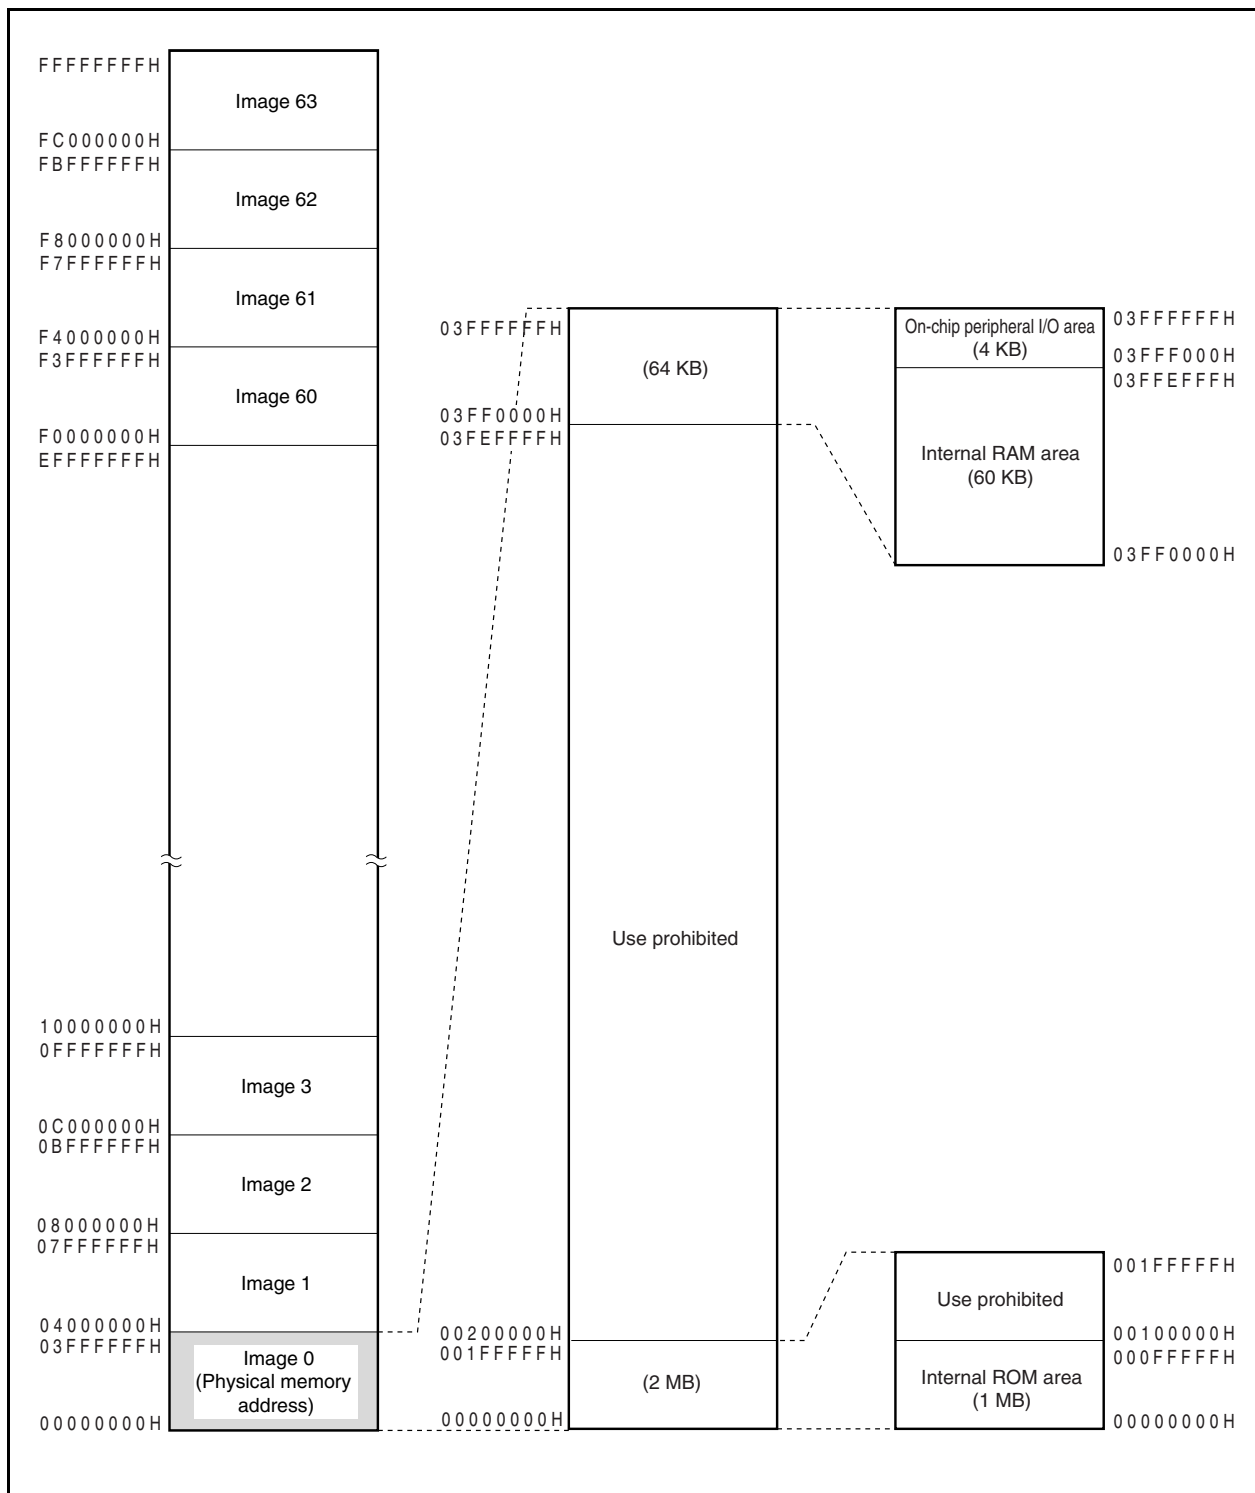 FFFFFFFFH
Image 63
FC000000H
FBFFFFFFH
Image 62
F8000000H
F7FFFFFFH
Image 61
F4000000H
F3FFFFFFH
Image 60
F0000000H
EFFFFFFFH
10000000H
0FFFFFFFH
Image 3
0C000000H
0BFFFFFFH
Image 2
08000000H
07FFFFFFH
Image 1
04000000H
03FFFFFFH
Image 0
(Physical memory
address)
00000000H
03FFFFFFH
(64 KB)
03FF0000H
03FEFFFFH
Use prohibited
00200000H
001FFFFFH
(2 MB)
00000000H
On-chip peripheral I/O area
(4 KB)
03FFFFFFH
03FFF000H
03FFEFFFH
Internal RAM area
(60 KB)
03FF0000H
001FFFFFH
Use prohibited
00100000H
000FFFFFH
Internal ROM area
(1 MB)
00000000H